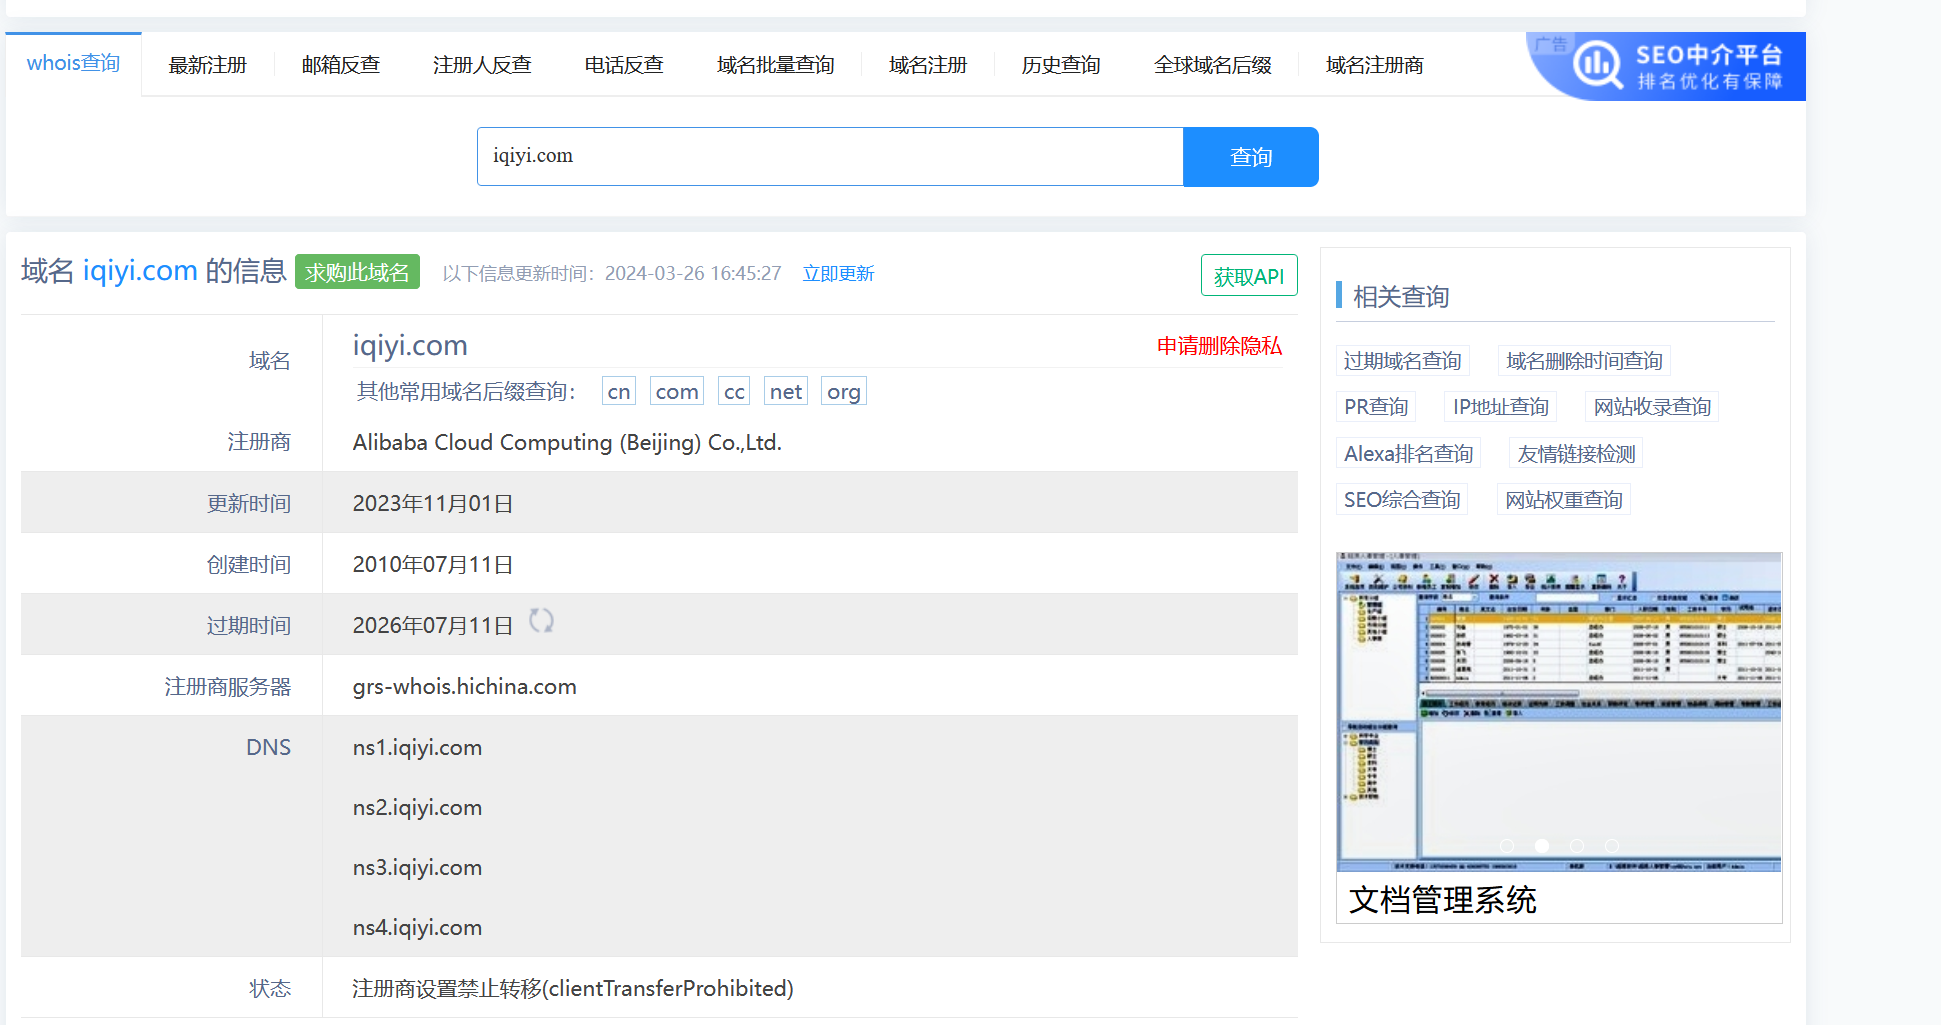 whois查询 最新注册 邮箱反查 注册人反查 电话反查 域名批量查询 域名注册 历史查询 全球域名后缀 域名注册商
广告
SEO中介平台
排名优化有保障
iqiyi.com 查询
域名 iqiyi.com 的信息 求购此域名 以下信息更新时间：2024-03-26 16:45:27 立即更新 获取API
域名 iqiyi.com 申请删除隐私
其他常用域名后缀查询： cn com cc net org
注册商 Alibaba Cloud Computing (Beijing) Co.,Ltd.
更新时间 2023年11月01日
创建时间 2010年07月11日
过期时间 2026年07月11日
注册商服务器 grs-whois.hichina.com
DNS ns1.iqiyi.com
ns2.iqiyi.com
ns3.iqiyi.com
ns4.iqiyi.com
状态 注册商设置禁止转移(clientTransferProhibited)
相关查询
过期域名查询 域名删除时间查询
PR查询 IP地址查询 网站收录查询
Alexa排名查询 友情链接检测
SEO综合查询 网站权重查询
文档管理系统